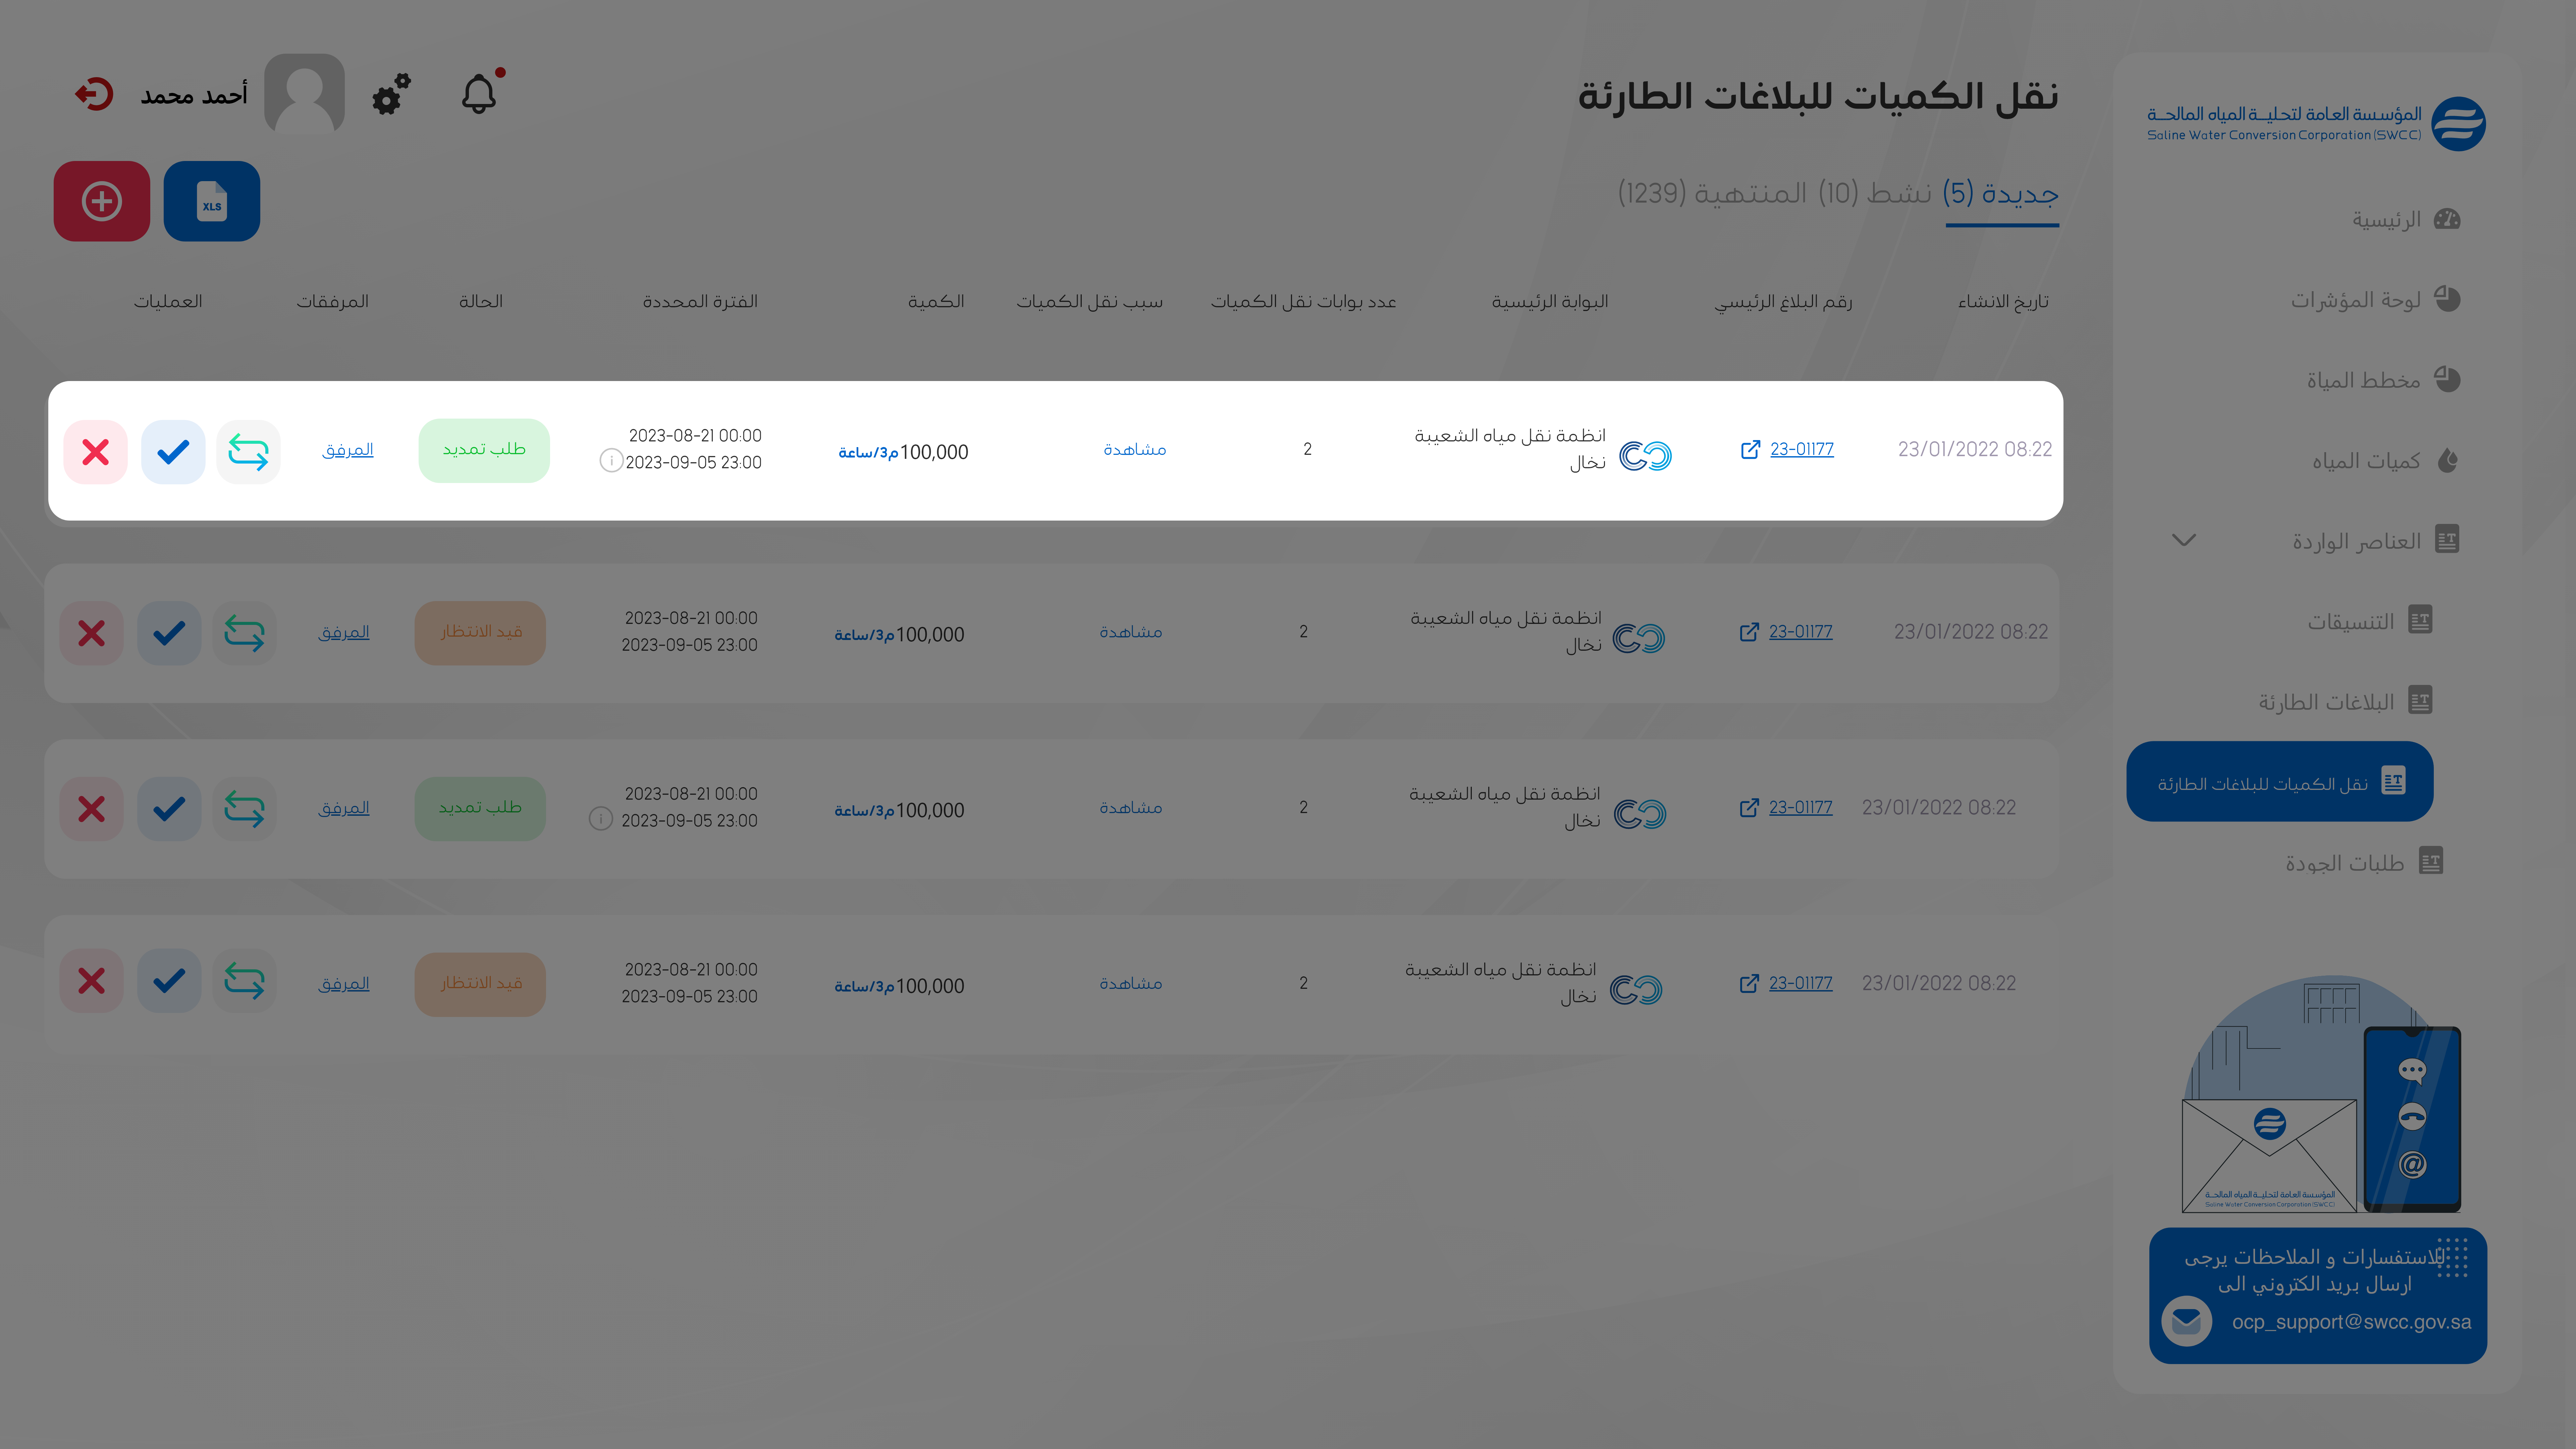 المؤسسة العامة لتحلية المياه المالحة
Saline Water Conversion Corporation (SWCC)
الرئيسية
لوحة المؤشرات
مخطط المياة
كميات المياه
العناصر الواردة
التنسيقات
البلاغات الطارئة
نقل الكميات للبلاغات الطارئة
طلبات الجودة
المؤسسة العامة لتحلية المياه المالحة
Saline Water Conversion Corporation (SWCC)
للاستفسارات و الملاحظات يرجى
ارسال بريد الكتروني الى
ocp_support@swcc.gov.sa
نقل الكميات للبلاغات الطارئة
أحمد محمد
جديدة (5) نشط (10) المنتهية (1239)
XLS
تاريخ الانشاء رقم البلاغ الرئيسي البوابة الرئيسية عدد بوابات نقل الكميات سبب نقل الكميات الكمية الفترة المحددة الحالة المرفقات العمليات
23/01/2022 08:22
23-01177
انظمة نقل مياه الشعيبة
نخال
2
مشاهدة
100,000م3/ساعة
2023-08-21 00:00
2023-09-05 23:00
طلب تمديد
المرفق
23/01/2022 08:22
23-01177
انظمة نقل مياه الشعيبة
نخال
2
مشاهدة
100,000م3/ساعة
2023-08-21 00:00
2023-09-05 23:00
قيد الانتظار
المرفق
23/01/2022 08:22
23-01177
انظمة نقل مياه الشعيبة
نخال
2
مشاهدة
100,000م3/ساعة
2023-08-21 00:00
2023-09-05 23:00
طلب تمديد
المرفق
23/01/2022 08:22
23-01177
انظمة نقل مياه الشعيبة
نخال
2
مشاهدة
100,000م3/ساعة
2023-08-21 00:00
2023-09-05 23:00
قيد الانتظار
المرفق